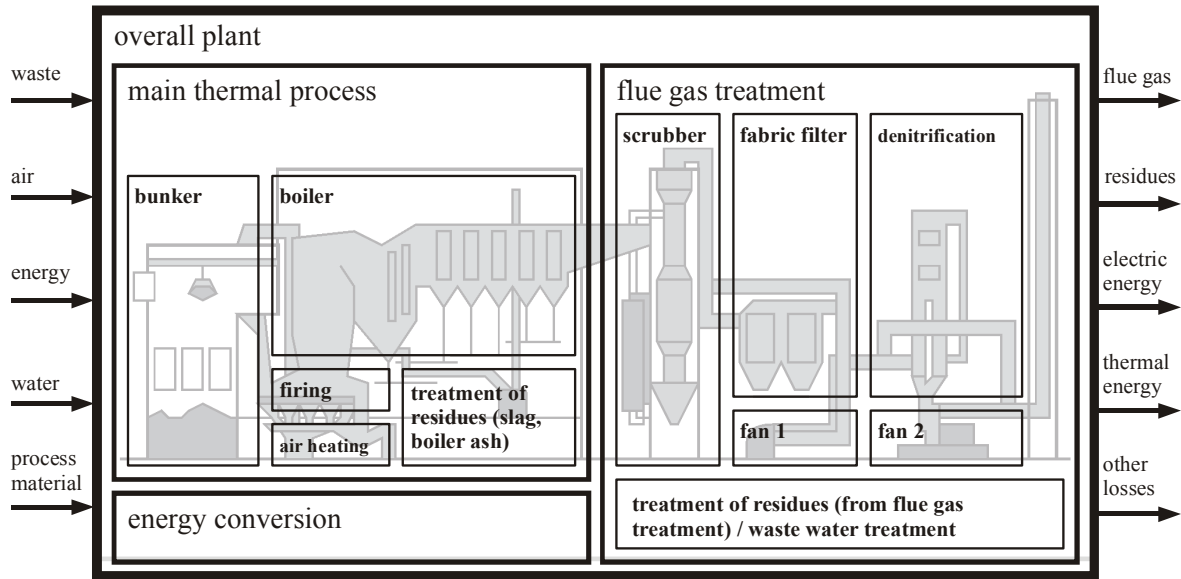 overall plant
waste
air
energy
water
process
material
main thermal process
bunker
boiler
firing
air heating
treatment of
residues (slag,
boiler ash)
energy conversion
flue gas treatment
scrubber
fabric filter
denitrification
fan 1
fan 2
treatment of residues (from flue gas
treatment) / waste water treatment
flue gas
residues
electric
energy
thermal
energy
other
losses